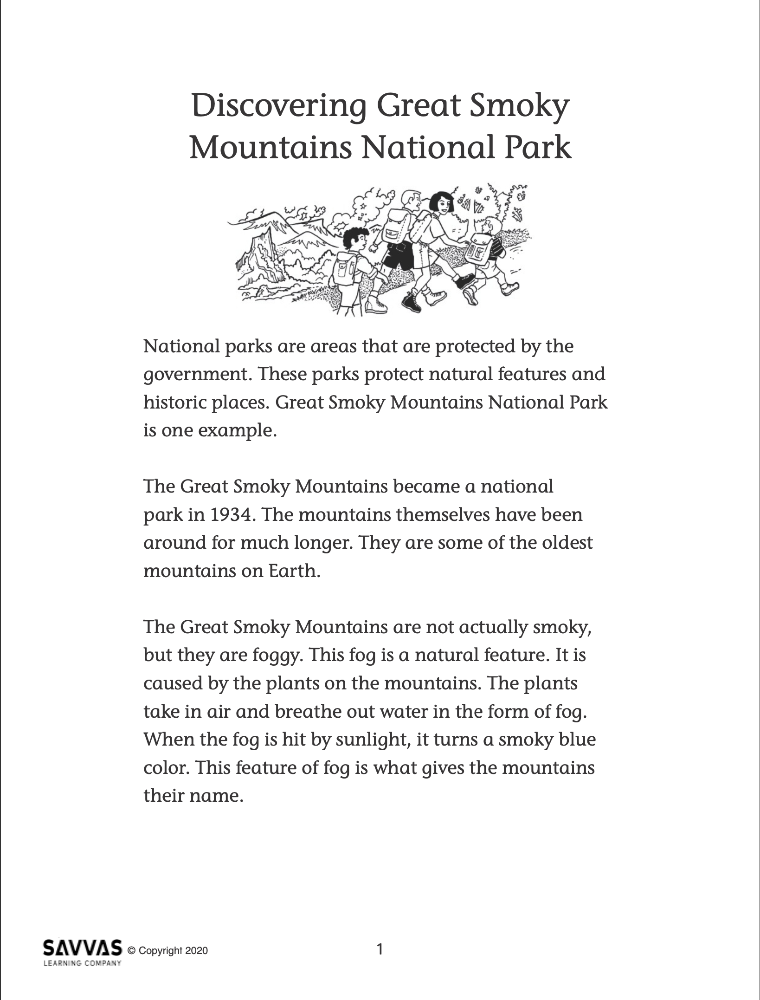 Discovering Great Smoky
Mountains National Park
National parks are areas that are protected by the
government. These parks protect natural features and
historic places. Great Smoky Mountains National Park
is one example.
The Great Smoky Mountains became a national
park in 1934. The mountains themselves have been
around for much longer. They are some of the oldest
mountains on Earth.
The Great Smoky Mountains are not actually smoky,
but they are foggy. This fog is a natural feature. It is
caused by the plants on the mountains. The plants
take in air and breathe out water in the form of fog.
When the fog is hit by sunlight, it turns a smoky blue
color. This feature of fog is what gives the mountains
their name.
SAVVAS
LEARNING COMPANY
© Copyright 2020
1